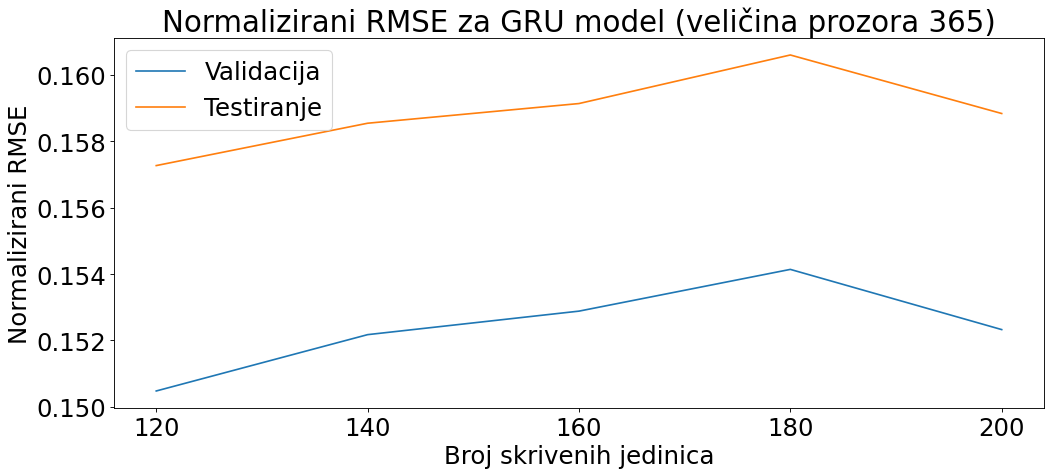 Normalizirani RMSE za GRU model (veličina prozora 365)
Validacija
Testiranje
Normalizirani RMSE
0.160
0.158
0.156
0.154
0.152
0.150
120 140 160 180 200
Broj skrivenih jedinica